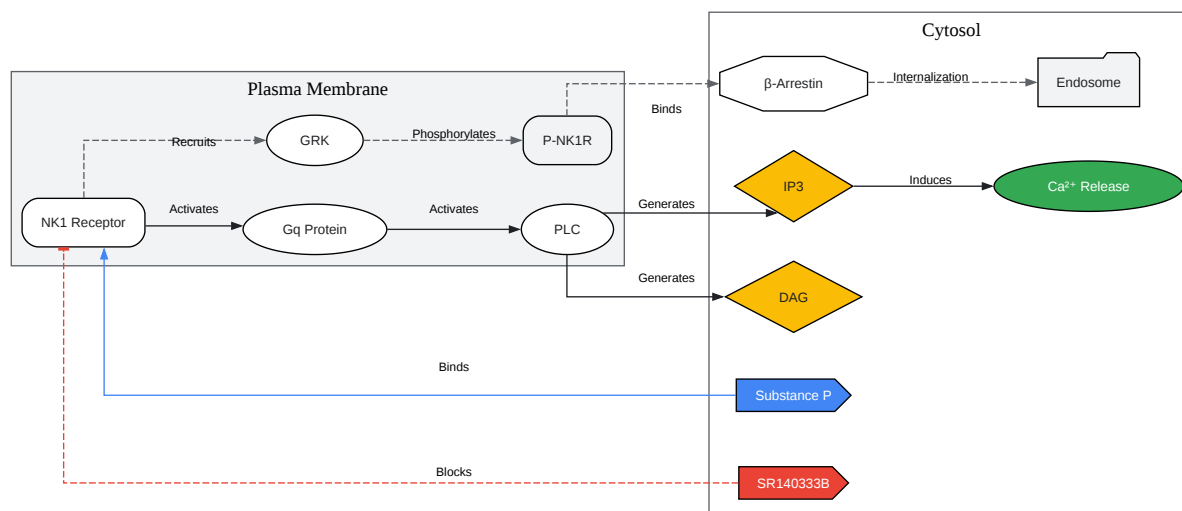 Cytosol
Plasma Membrane
β-Arrestin
Internalization
Endosome
Binds
GRK
Phosphorylates
P-NK1R
Recruits
IP3
Induces
Ca²⁺ Release
NK1 Receptor
Activates
Gq Protein
Activates
PLC
Generates
Generates
DAG
Binds
Substance P
Blocks
SR140333B